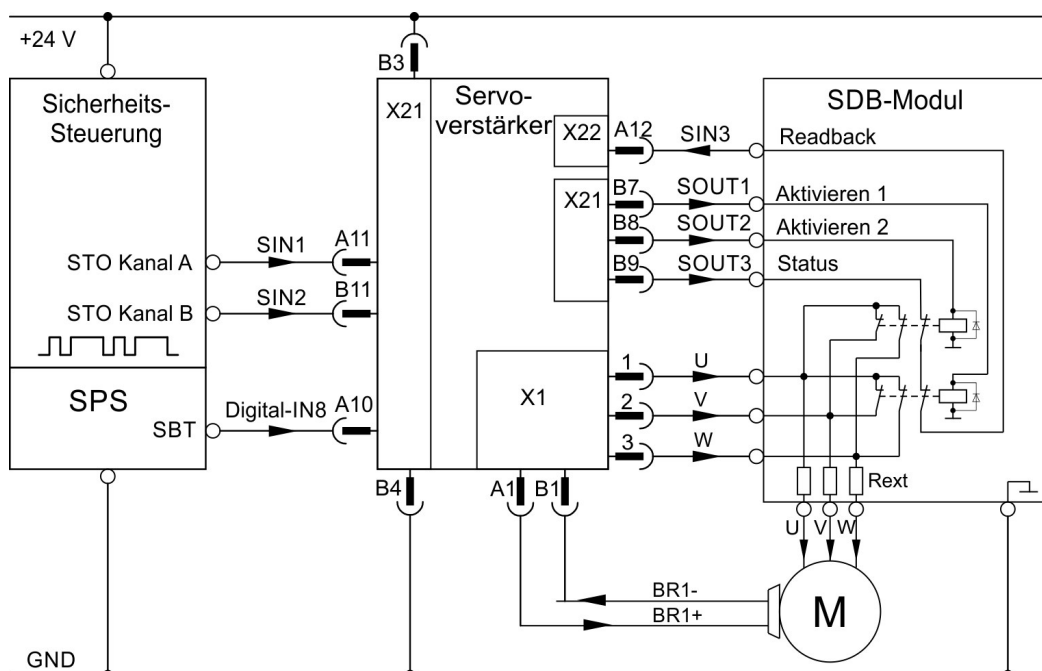 +24 V
Sicherheits-
Steuerung
STO Kanal A
STO Kanal B
SPS
SBT
GND
SIN1
SIN2
Digital-IN8
A11
B11
A10
B3
X21
Servo-
verstärker
X22
X21
X1
B4
A1
B1
A12
B7
B8
B9
1
2
3
SIN3
SOUT1
SOUT2
SOUT3
U
V
W
SDB-Modul
Readback
Aktivieren 1
Aktivieren 2
Status
Rext
U
V
W
BR1-
BR1+
M